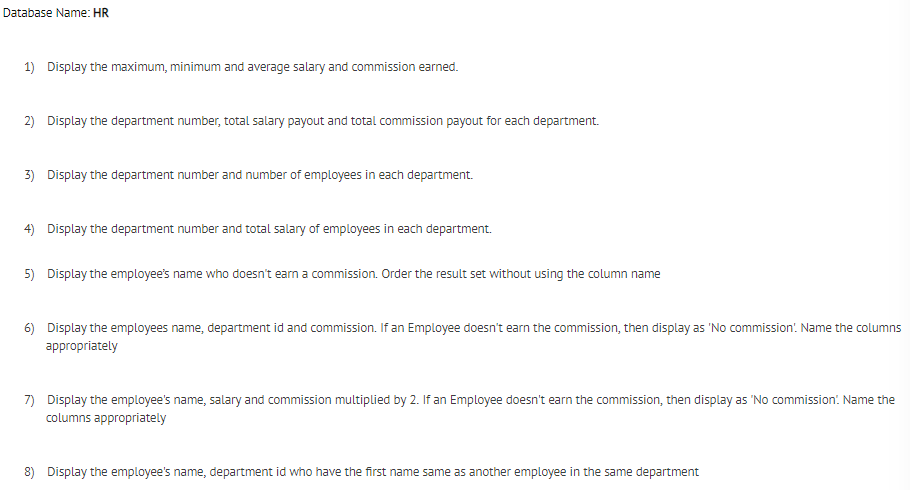 Database Name: HR
1) Display the maximum, minimum and average salary and commission earned.
2) Display the department number, total salary payout and total commission payout for each department.
3) Display the department number and number of employees in each department.
4) Display the department number and total salary of employees in each department.
5) Display the employee's name who doesn't earn a commission. Order the result set without using the column name
6) Display the employees name, department id and commission. If an Employee doesn't earn the commission, then display as 'No commission'. Name the columns
appropriately
7) Display the employee's name, salary and commission multiplied by 2. If an Employee doesn't earn the commission, then display as 'No commission'. Name the
columns appropriately
8) Display the employee's name, department id who have the first name same as another employee in the same department